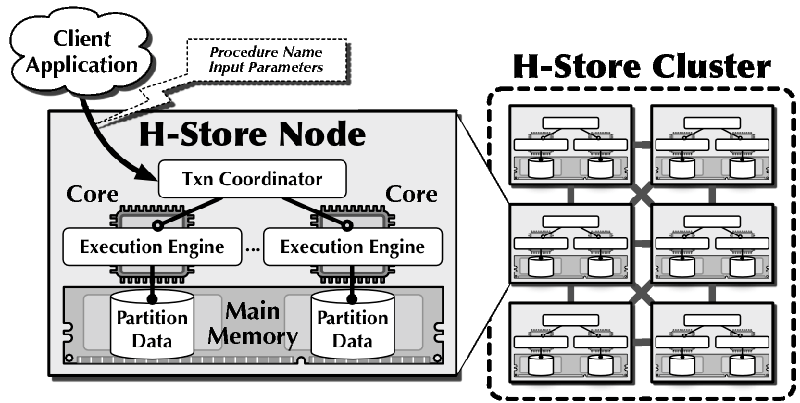 Client
Application
Procedure Name
Input Parameters
H-Store Cluster
H-Store Node
Txn Coordinator
Core
Core
Execution Engine
...
Execution Engine
Main
Memory
Partition
Data
Partition
Data